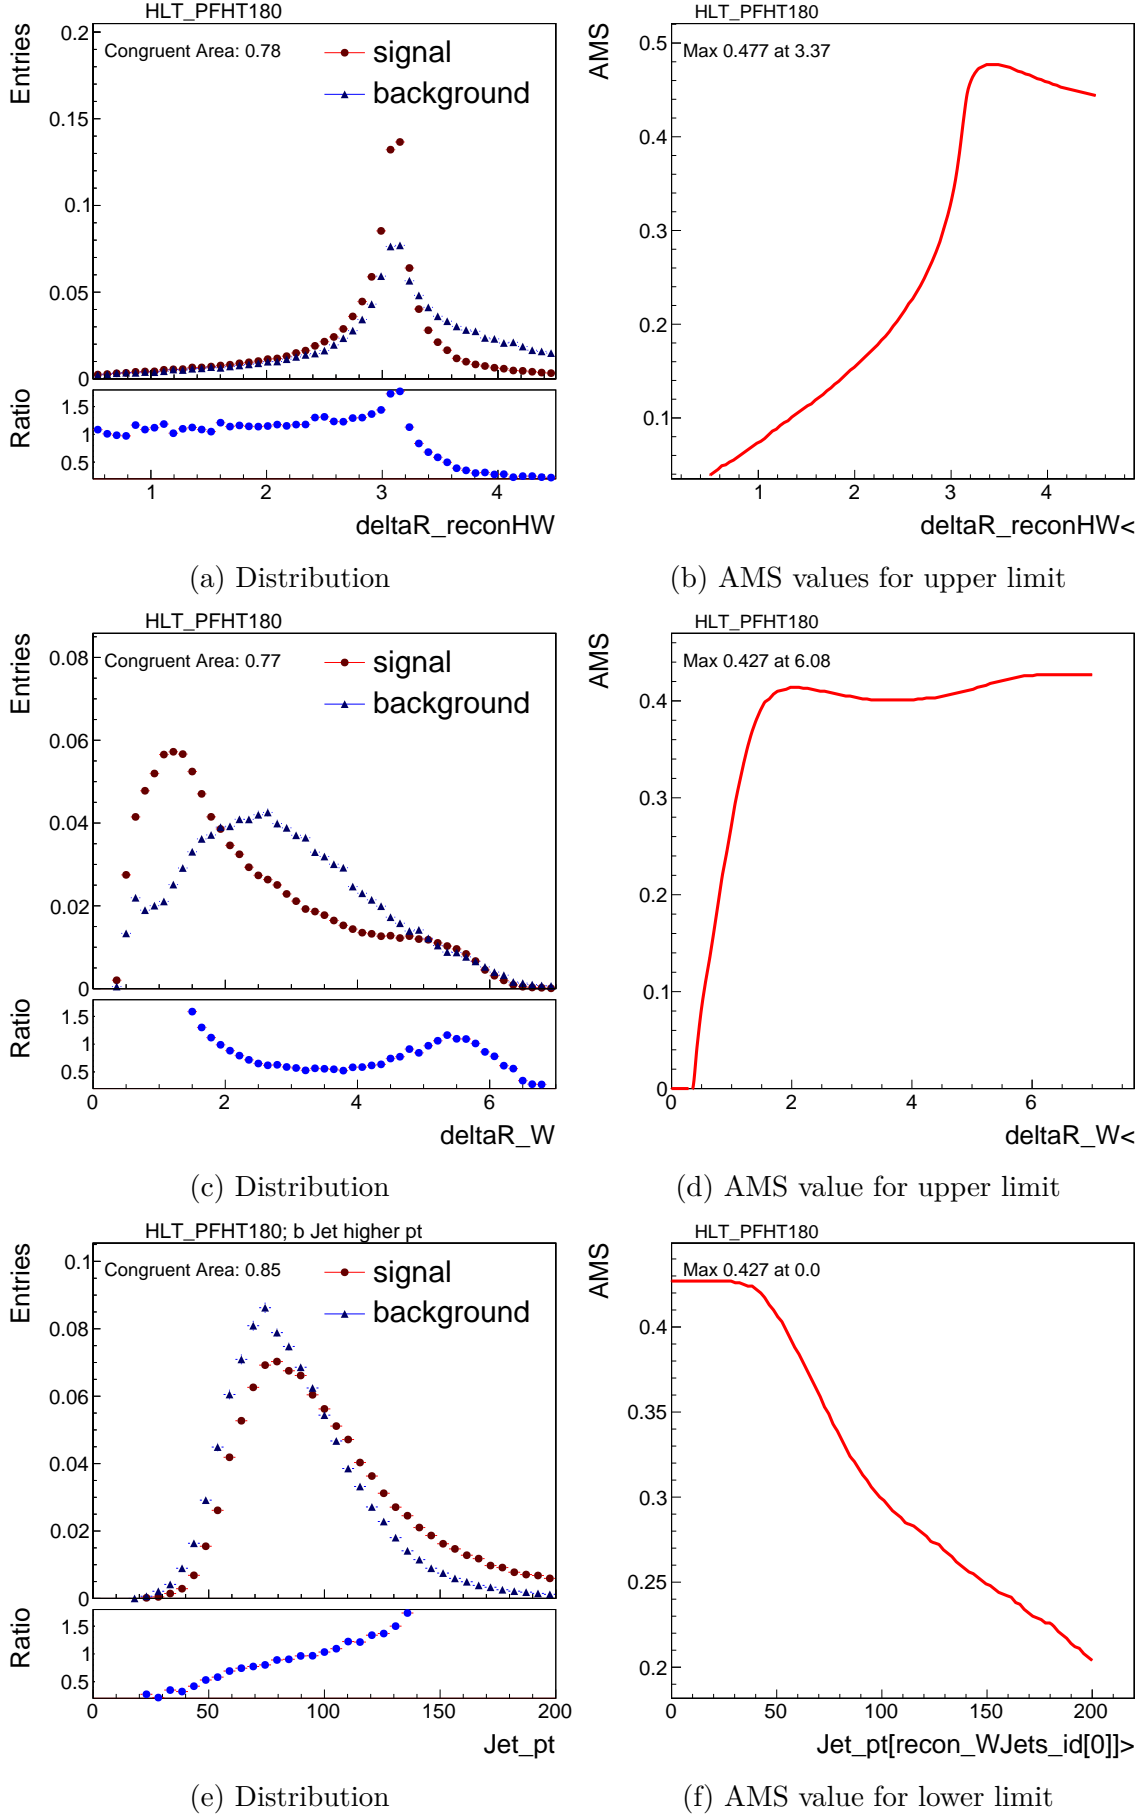 HLT_PFHT180
Entries
Congruent Area: 0.78
signal
background
0.2
0.15
0.1
0.05
0
Ratio
1.5
1
0.5
1 2 3 4
deltaR_reconHW
HLT_PFHT180
AMS
Max 0.477 at 3.37
0.5
0.4
0.3
0.2
0.1
1 2 3 4
deltaR_reconHW<
(a) Distribution
(b) AMS values for upper limit
HLT_PFHT180
Entries
Congruent Area: 0.77
signal
background
0.08
0.06
0.04
0.02
0
Ratio
1.5
1
0.5
0 2 4 6
deltaR_W
HLT_PFHT180
AMS
Max 0.427 at 6.08
0.4
0.3
0.2
0.1
0
0 2 4 6
deltaR_W<
(c) Distribution
(d) AMS value for upper limit
HLT_PFHT180; b Jet higher pt
Entries
Congruent Area: 0.85
signal
background
0.1
0.08
0.06
0.04
0.02
0
Ratio
1.5
1
0.5
0 50 100 150 200
Jet_pt
HLT_PFHT180
AMS
Max 0.427 at 0.0
0.4
0.35
0.3
0.25
0.2
0 50 100 150 200
Jet_pt[recon_WJets_id[0]]>
(e) Distribution
(f) AMS value for lower limit